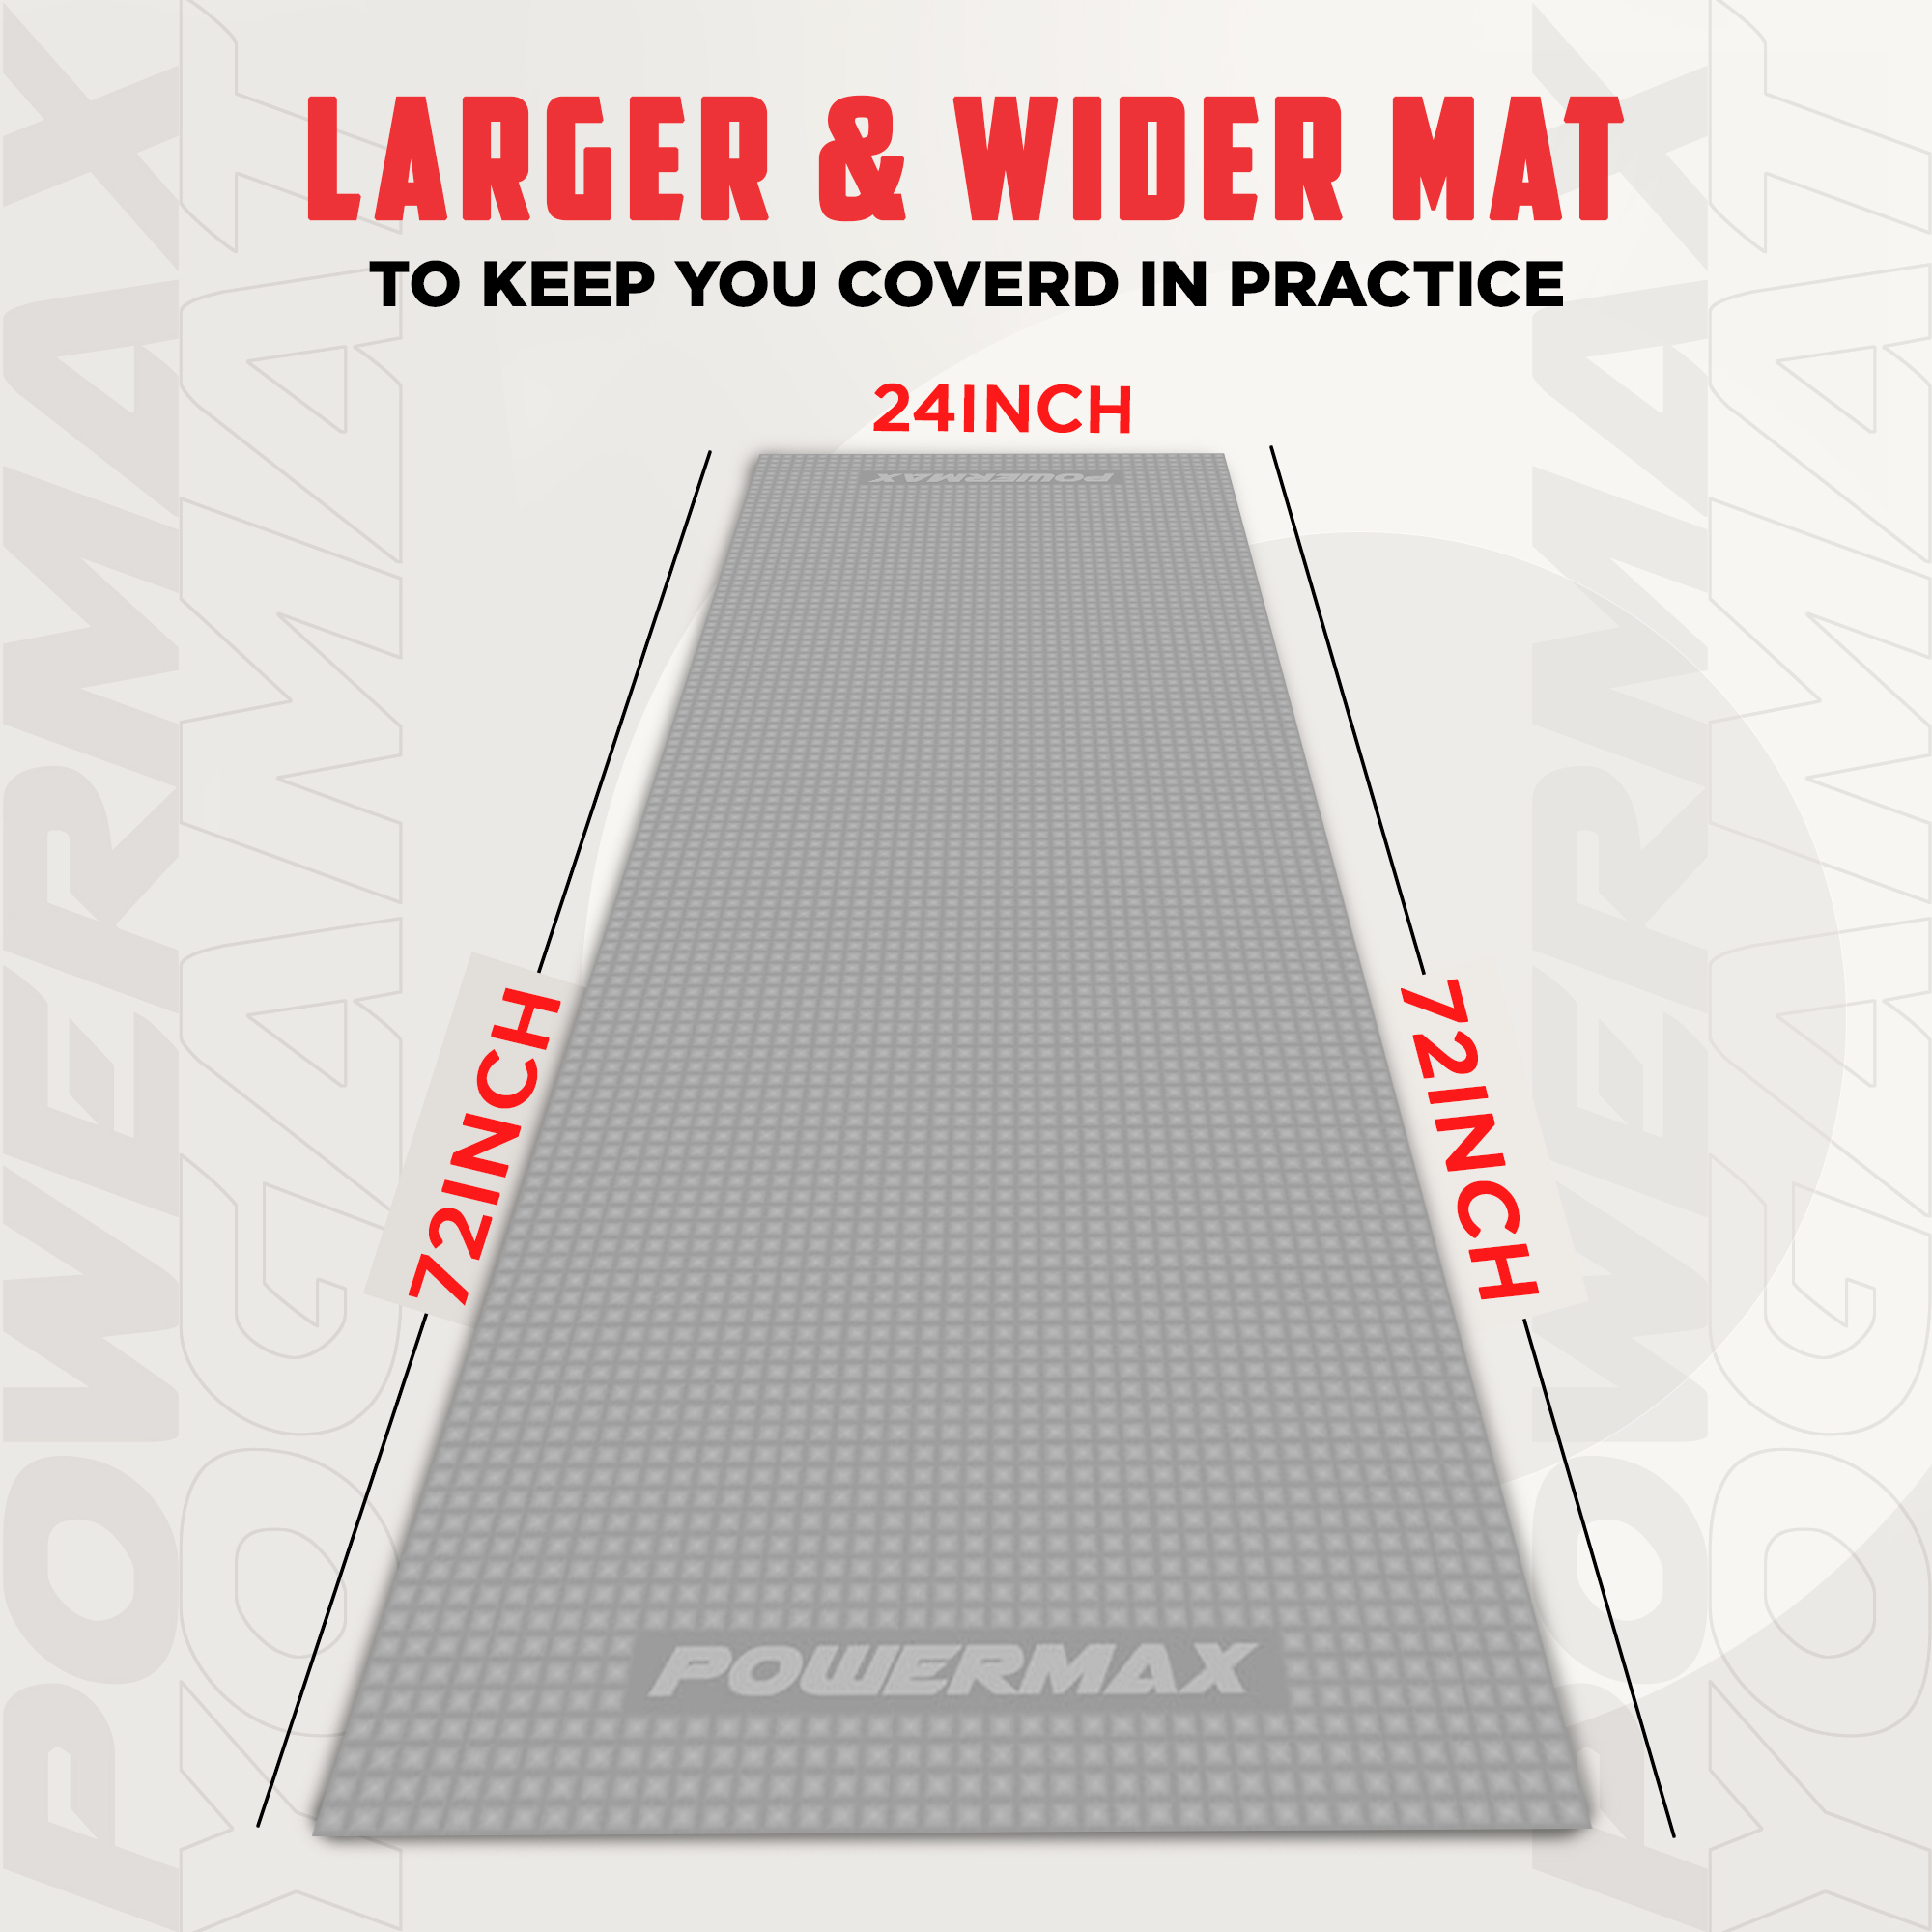 LARGER & WIDER MAT
TO KEEP YOU COVERD IN PRACTICE
24INCH
POWERMAX
72INCH
72INCH
POWERMAX
POWERMAX
YOGA MAT
POWERMAX
YOGA MAT